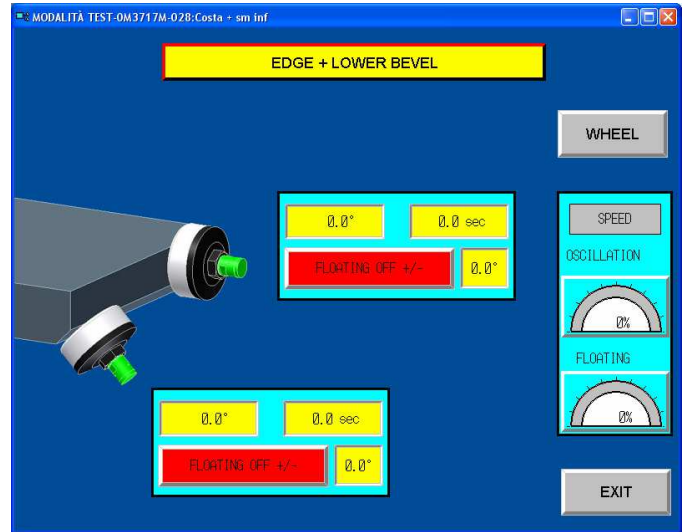 MODALITÀ TEST-0M3717M-028:Costa + sm inf
EDGE + LOWER BEVEL
WHEEL
0.0° 0.0 sec
FLOATING OFF +/- 0.0°
SPEED
OSCILLATION
0%
FLOATING
0%
0.0° 0.0 sec
FLOATING OFF +/- 0.0°
EXIT